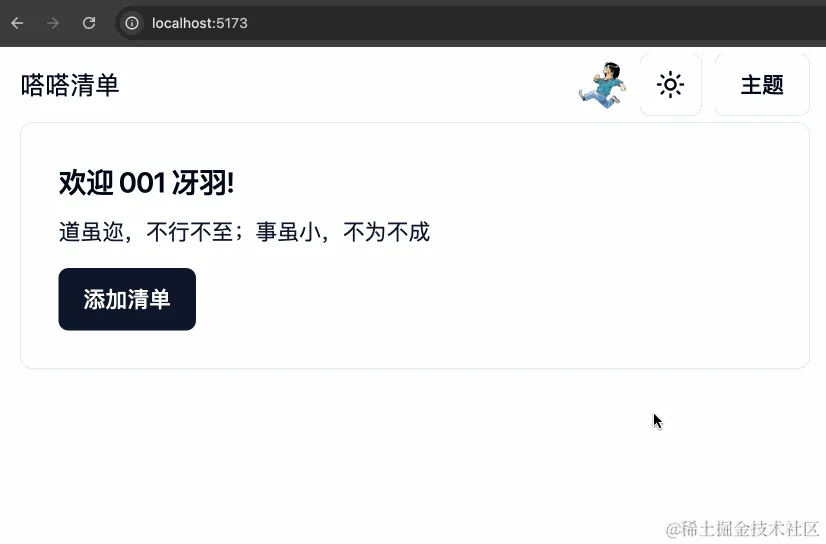 localhost:5173
嗒嗒清单
主题
欢迎 001 冴羽!
道虽迩，不行不至；事虽小，不为不成
添加清单
@稀土掘金技术社区